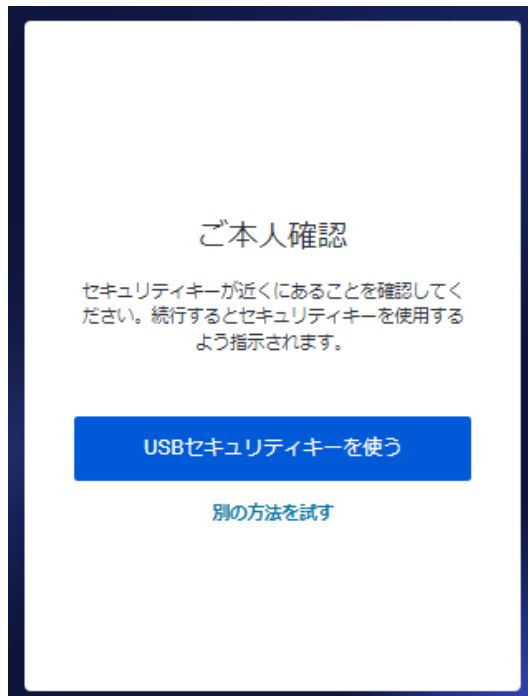 ご本人確認
セキュリティキーが近くにあることを確認してく
ださい。続行するとセキュリティキーを使用する
よう指示されます。
USBセキュリティキーを使う
別の方法を試す